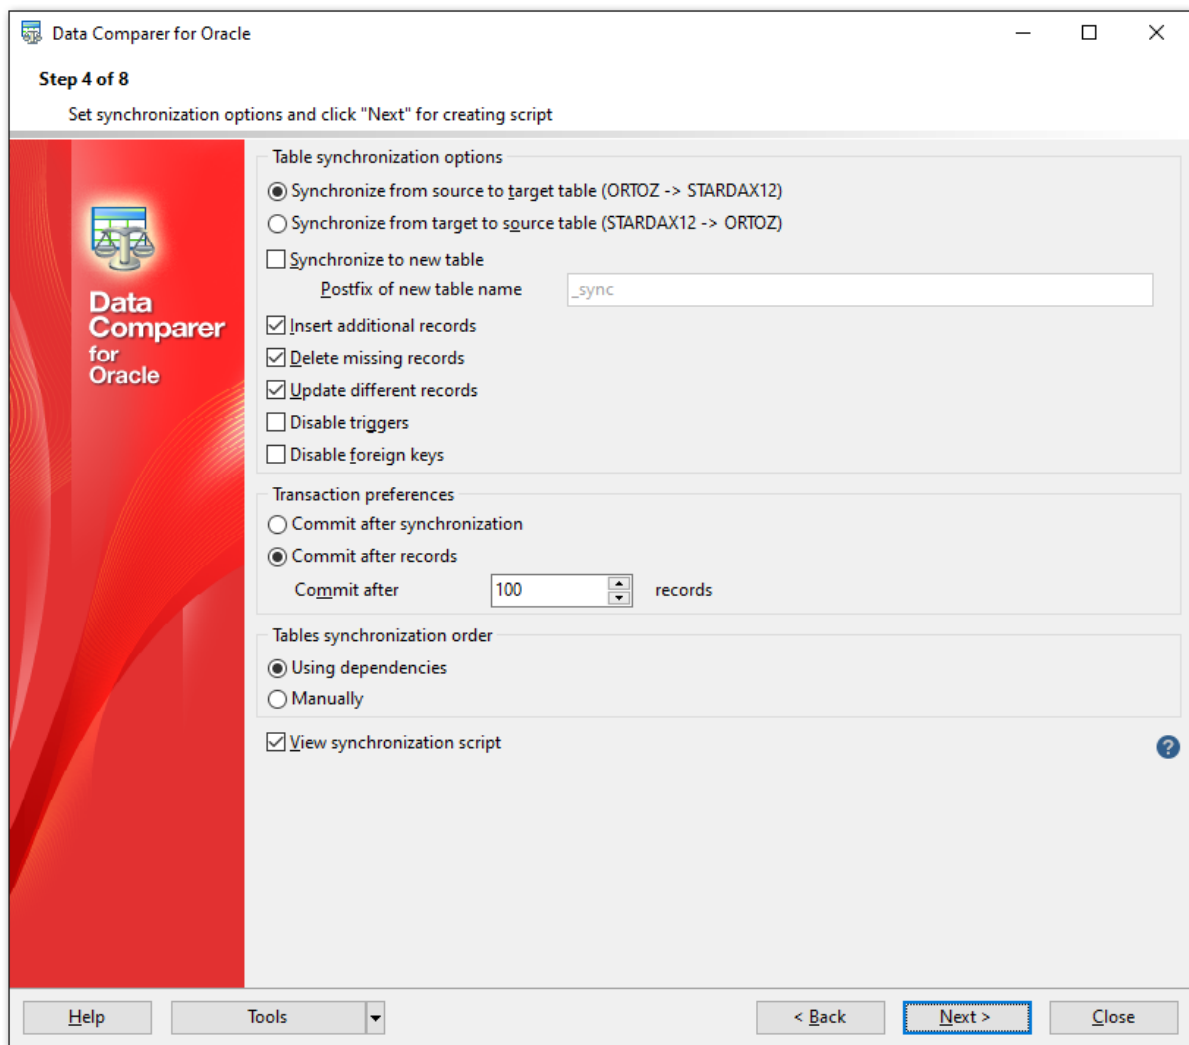 Data Comparer for Oracle
Step 4 of 8
Set synchronization options and click "Next" for creating script
Data
Comparer
for
Oracle
Table synchronization options
Synchronize from source to target table (ORTOZ -> STARDAX12)
Synchronize from target to source table (STARDAX12 -> ORTOZ)
Synchronize to new table
Postfix of new table name _sync
Insert additional records
Delete missing records
Update different records
Disable triggers
Disable foreign keys
Transaction preferences
Commit after synchronization
Commit after records
Commit after 100 records
Tables synchronization order
Using dependencies
Manually
View synchronization script ?
Help Tools < Back Next > Close